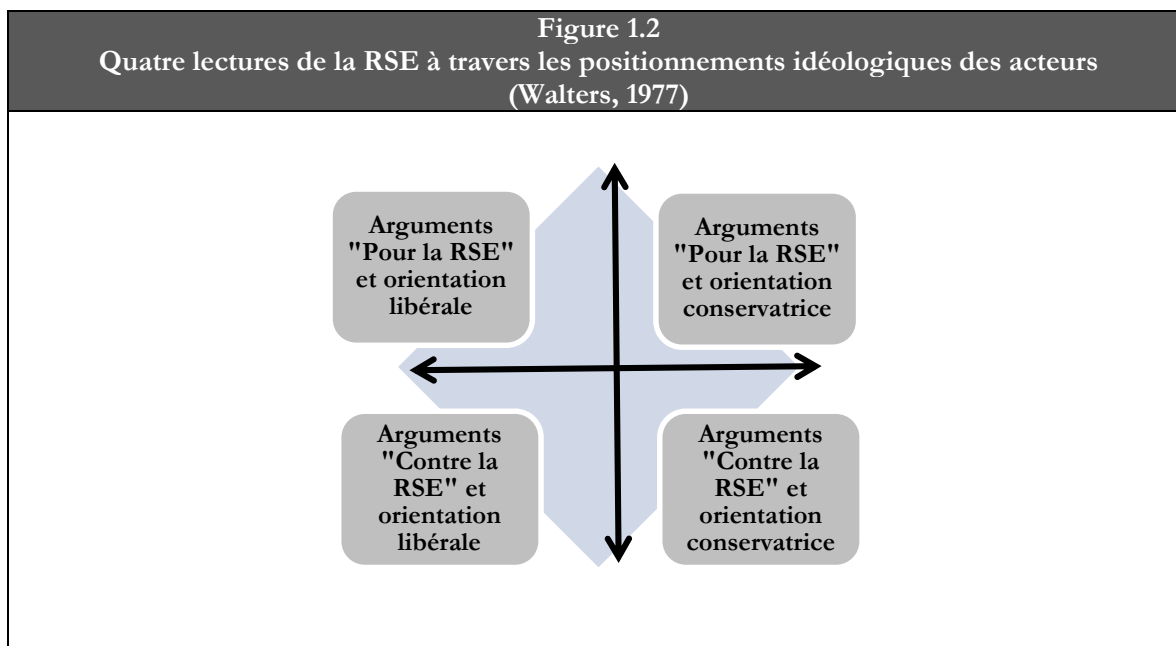 Figure 1.2
Quatre lectures de la RSE à travers les positionnements idéologiques des acteurs
(Walters, 1977)
Arguments
"Pour la RSE"
et orientation
libérale
Arguments
"Pour la RSE"
et orientation
conservatrice
Arguments
"Contre la
RSE" et
orientation
libérale
Arguments
"Contre la
RSE" et
orientation
conservatrice